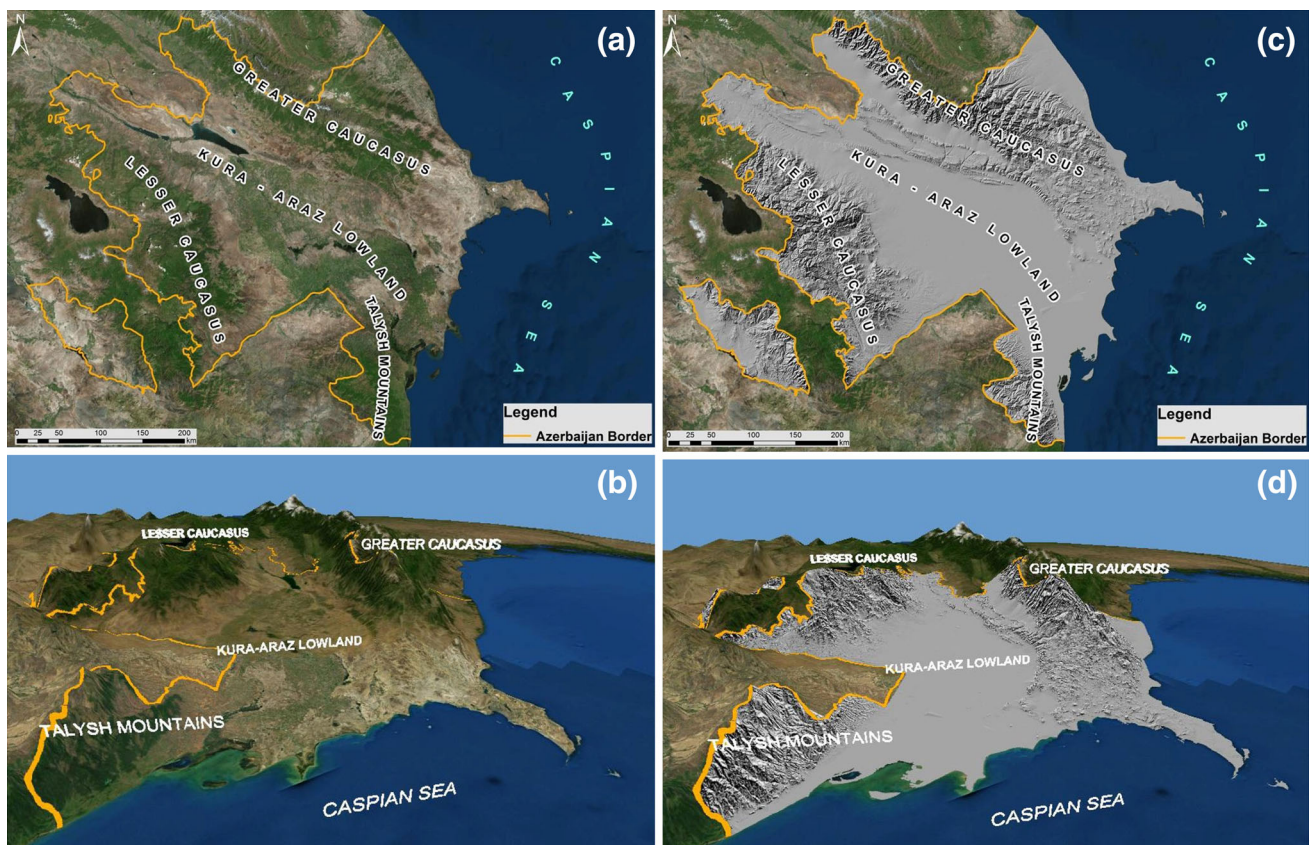 N
(a)
GREATER CAUCASUS
CASPIAN SEA
KURA - ARAZ LOWLAND
LESSER CAUCASUS
TALYSH MOUNTAINS
Legend
Azerbaijan Border
0 25 50 100 150 200
km
N
(c)
GREATER CAUCASUS
CASPIAN SEA
KURA - ARAZ LOWLAND
LESSER CAUCASUS
TALYSH MOUNTAINS
Legend
Azerbaijan Border
0 25 50 100 150 200
km
(b)
LESSER CAUCASUS
GREATER CAUCASUS
KURA-ARAZ LOWLAND
TALYSH MOUNTAINS
CASPIAN SEA
(d)
LESSER CAUCASUS
GREATER CAUCASUS
KURA-ARAZ LOWLAND
TALYSH MOUNTAINS
CASPIAN SEA